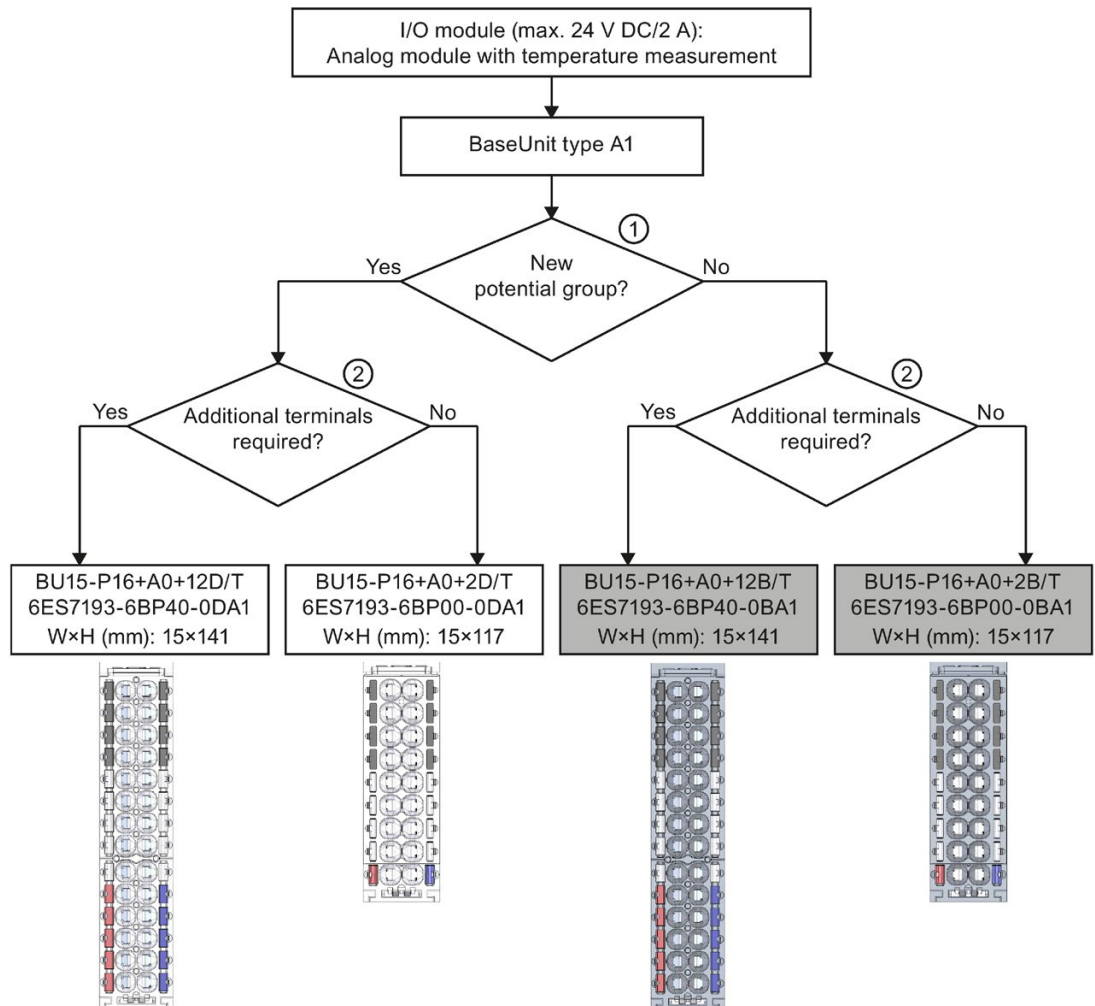 I/O module (max. 24 V DC/2 A):
Analog module with temperature measurement
BaseUnit type A1
1
Yes
New
potential group?
No
2
Yes
Additional terminals
required?
No
2
Yes
Additional terminals
required?
No
BU15-P16+A0+12D/T
6ES7193-6BP40-0DA1
W×H (mm): 15×141
BU15-P16+A0+2D/T
6ES7193-6BP00-0DA1
W×H (mm): 15×117
BU15-P16+A0+12B/T
6ES7193-6BP40-0BA1
W×H (mm): 15×141
BU15-P16+A0+2B/T
6ES7193-6BP00-0BA1
W×H (mm): 15×117